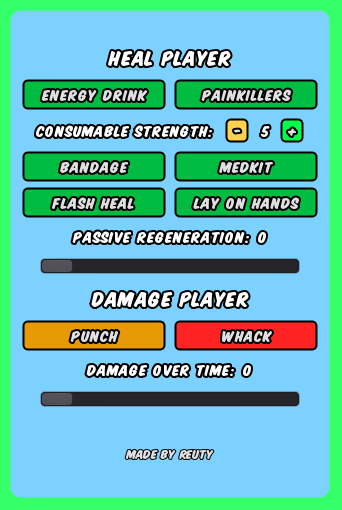 HEAL PLAYER
ENERGY DRINK PAINKILLERS
CONSUMABLE STRENGTH: - 5 +
BANDAGE MEDKIT
FLASH HEAL LAY ON HANDS
PASSIVE REGENERATION: 0
DAMAGE PLAYER
PUNCH WHACK
DAMAGE OVER TIME: 0
MADE BY REUTY